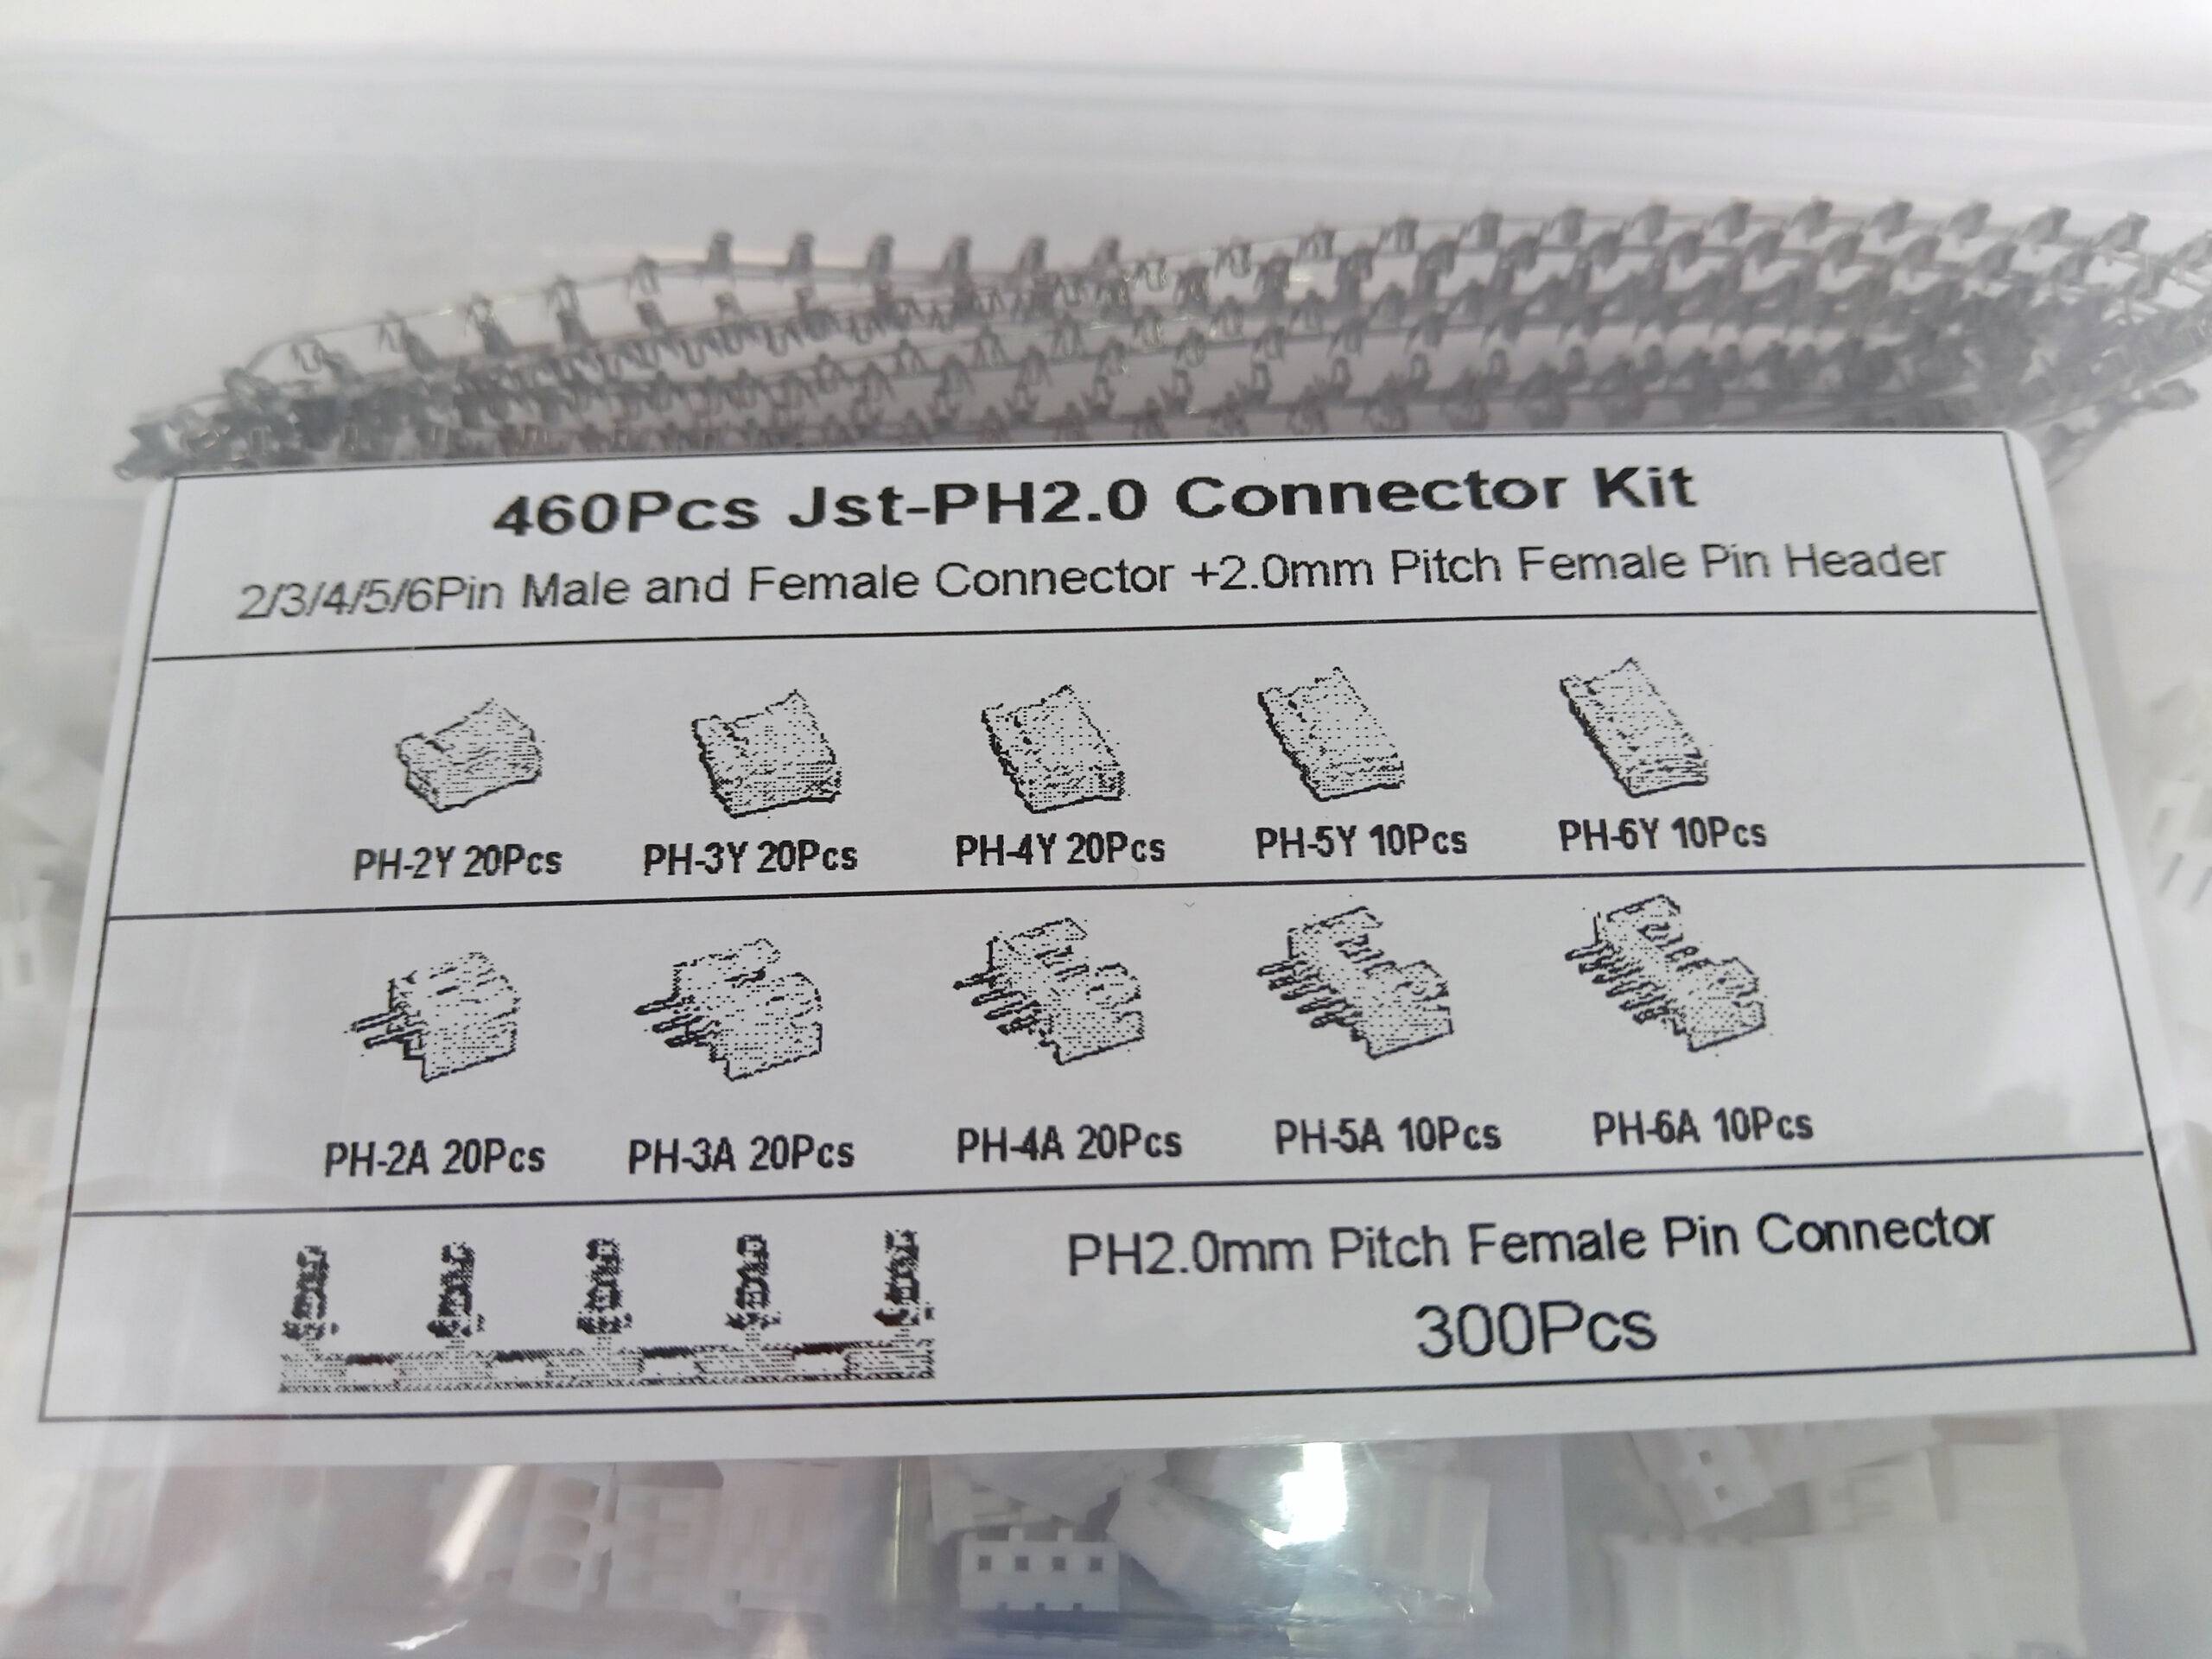 460Pcs Jst-PH2.0 Connector Kit
2/3/4/5/6Pin Male and Female Connector +2.0mm Pitch Female Pin Header
PH-2Y 20Pcs PH-3Y 20Pcs PH-4Y 20Pcs PH-5Y 10Pcs PH-6Y 10Pcs
PH-2A 20Pcs PH-3A 20Pcs PH-4A 20Pcs PH-5A 10Pcs PH-6A 10Pcs
PH2.0mm Pitch Female Pin Connector
300Pcs